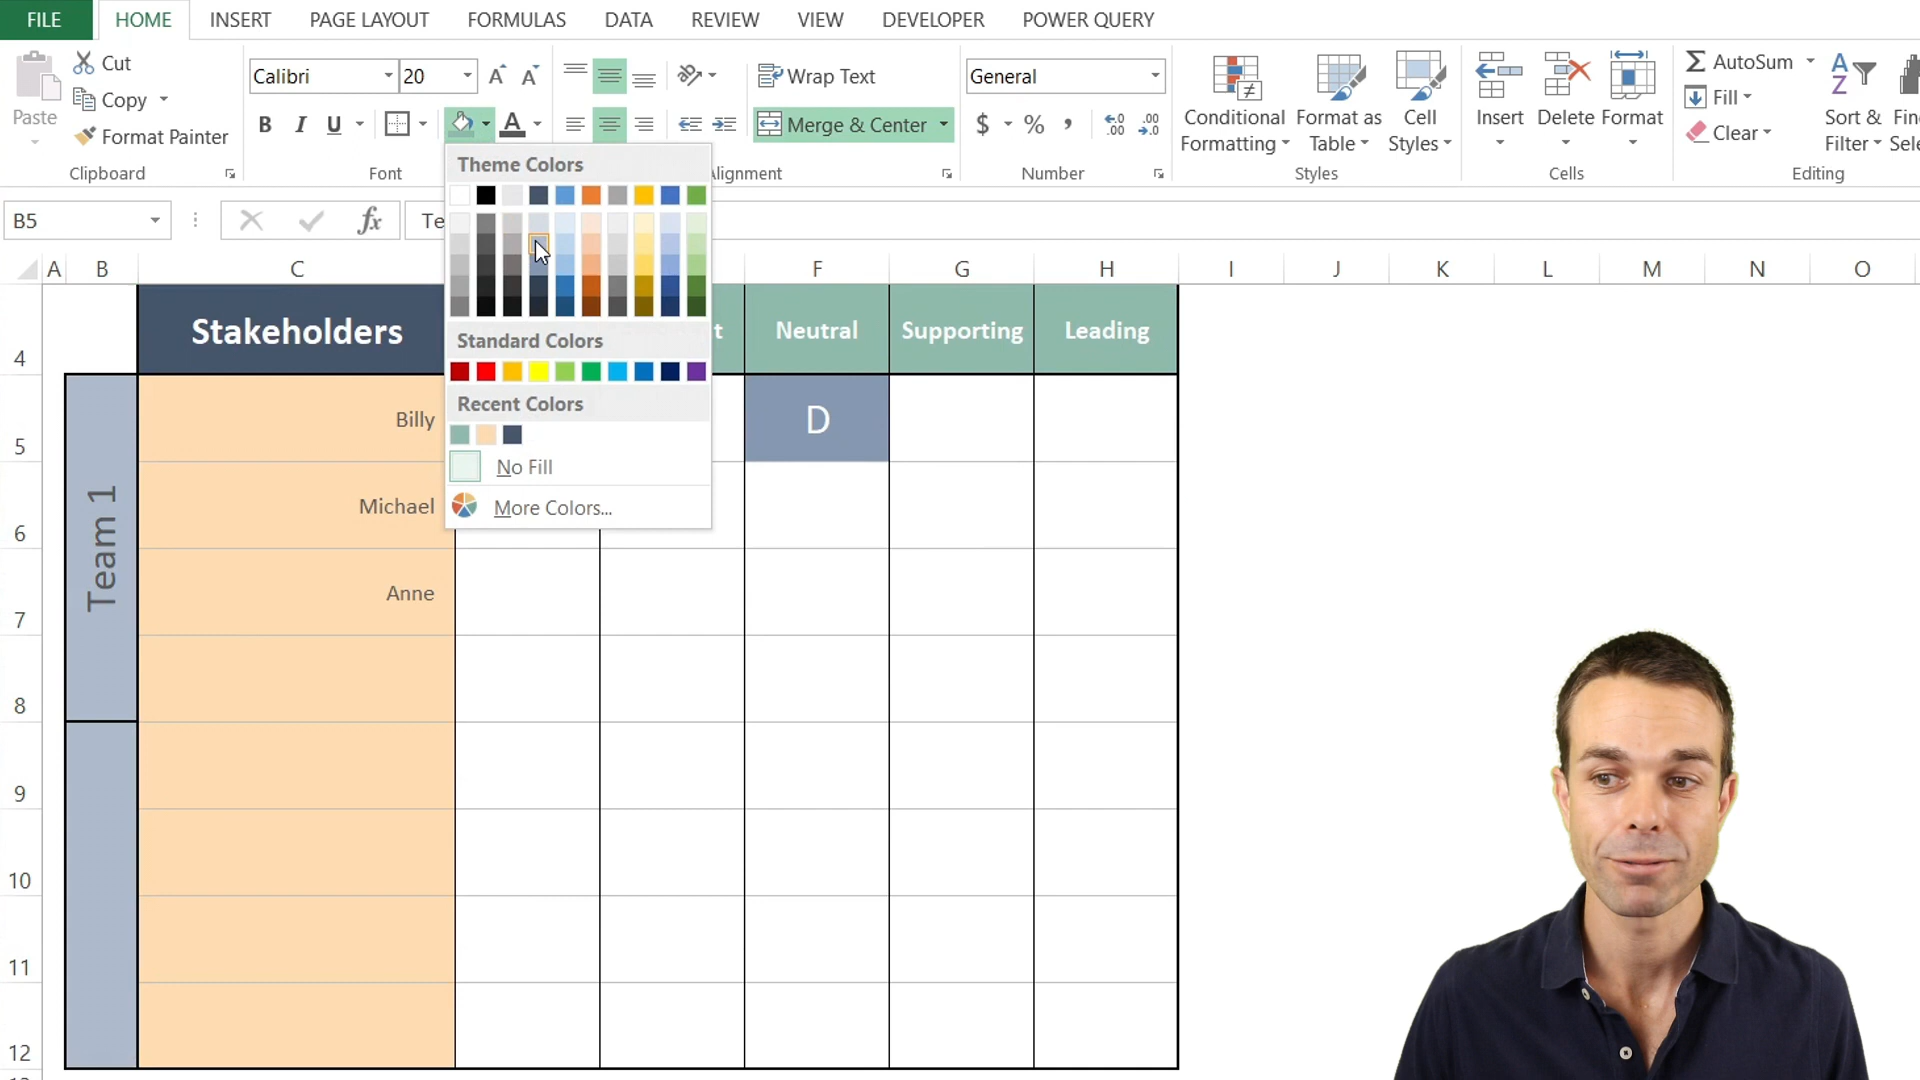 FILE HOME INSERT PAGE LAYOUT FORMULAS DATA REVIEW VIEW DEVELOPER POWER QUERY
Paste
Cut
Copy
Format Painter
Clipboard
Calibri 20
B I U A
Font
Wrap Text
Merge & Center
lignment
General
$ % , .00
Number
Conditional Formatting
Format as Table
Cell Styles
Styles
Insert Delete Format
Cells
AutoSum
Fill
Clear
Sort & Filter
Editing
Theme Colors
Standard Colors
Recent Colors
No Fill
More Colors...
B5 fx Te
A B C F G H I J K L M N O
4 Stakeholders t Neutral Supporting Leading
Team 1
5 Billy D
6 Michael
7 Anne
8
9
10
11
12